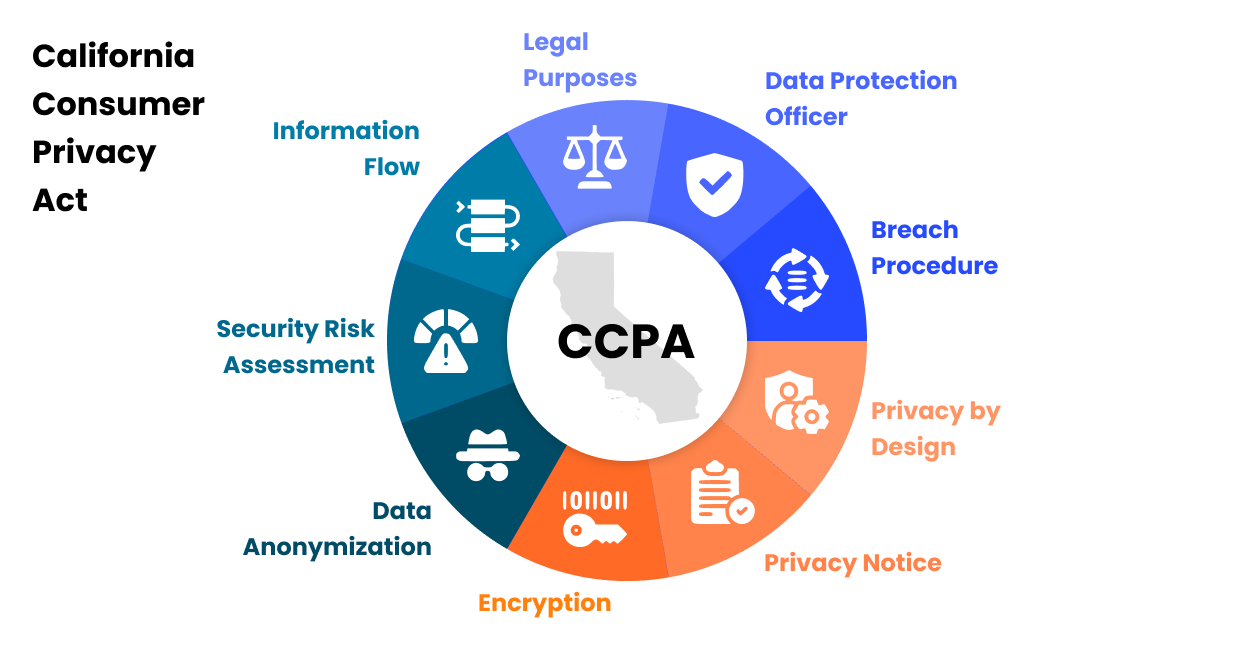 California
Consumer
Privacy
Act
Legal
Purposes
Data Protection
Officer
Breach
Procedure
Privacy by
Design
Privacy Notice
Encryption
Data
Anonymization
Security Risk
Assessment
Information
Flow
CCPA
1011011